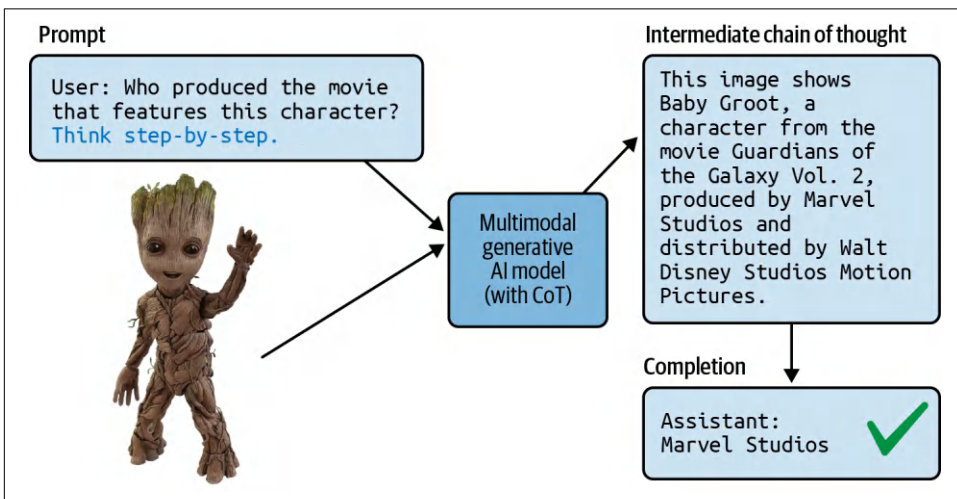 Prompt
User: Who produced the movie
that features this character?
Think step-by-step.
Multimodal
generative
AI model
(with CoT)
Intermediate chain of thought
This image shows
Baby Groot, a
character from the
movie Guardians of
the Galaxy Vol. 2,
produced by Marvel
Studios and
distributed by Walt
Disney Studios Motion
Pictures.
Completion
Assistant:
Marvel Studios